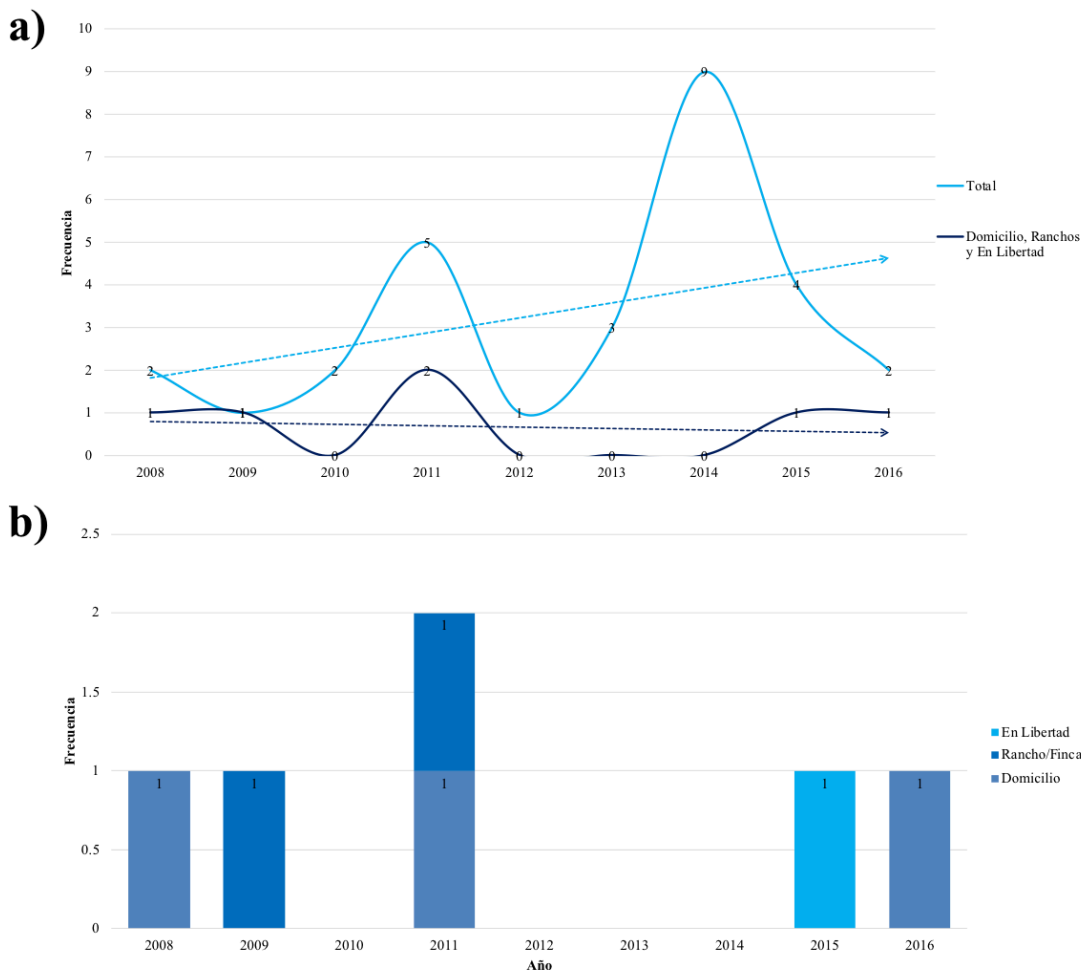 a)
10
9
8
7
6
5
4
3
2
1
0
Frecuencia
2 1 2 5 1 3 9 4 2
1 1 0 2 0 0 0 1 1
2008 2009 2010 2011 2012 2013 2014 2015 2016
Total
Domicilio, Ranchos
y En Libertad
b)
2.5
2
1.5
1
0.5
0
Frecuencia
1
1 1 1 1 1
2008 2009 2010 2011 2012 2013 2014 2015 2016
Año
En Libertad
Rancho/Finca
Domicilio